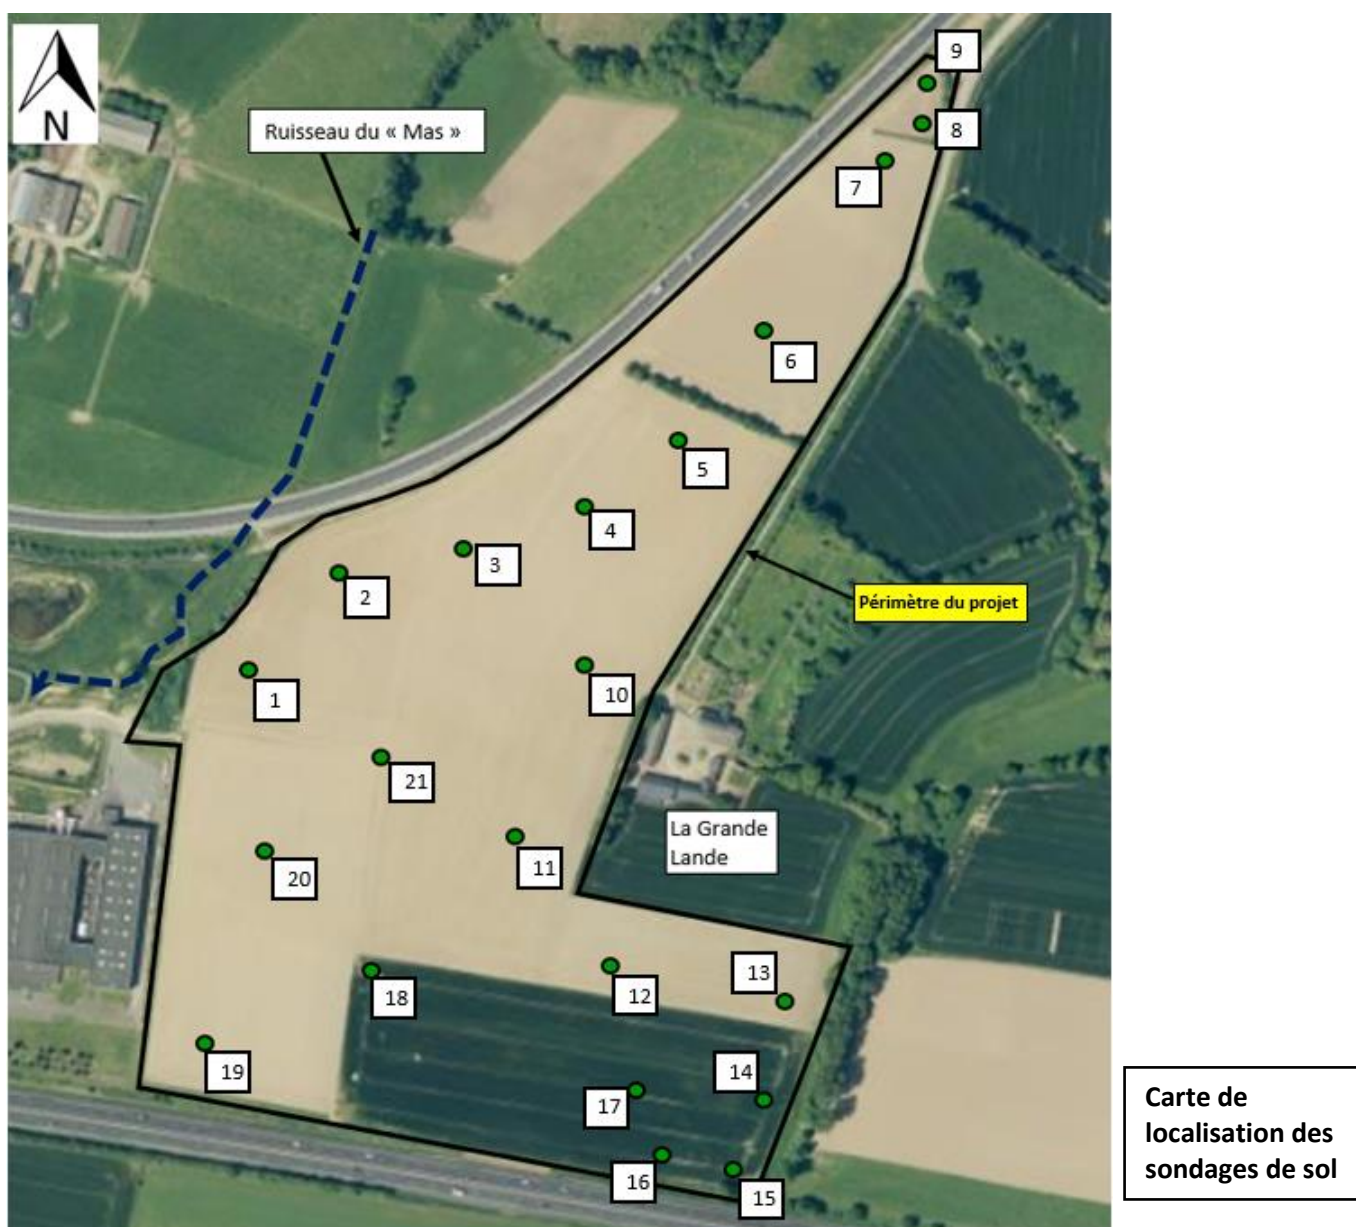 N
Ruisseau du « Mas »
9
8
7
6
5
4
3
2
Périmètre du projet
1
10
21
La Grande
Lande
11
20
13
12
18
19
14
17
16
15
Carte de
localisation des
sondages de sol